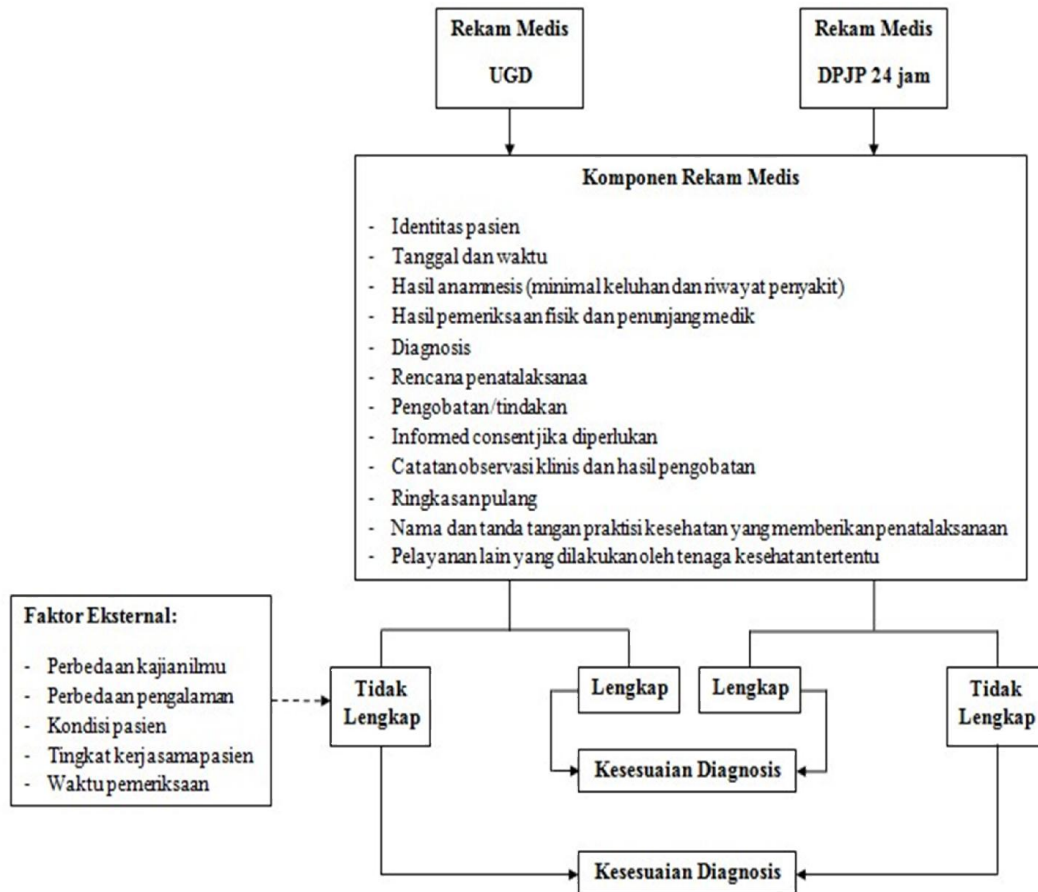 Rekam Medis
UGD
Rekam Medis
DPJP 24 jam
Komponen Rekam Medis
- Identitas pasien
- Tanggal dan waktu
- Hasil anamnesis (minimal keluhan dan riwayat penyakit)
- Hasil pemeriksaan fisik dan penunjang medik
- Diagnosis
- Rencana penatalaksanaa
- Pengobatan/tindakan
- Informed consent jika diperlukan
- Catatan observasi klinis dan hasil pengobatan
- Ringkasan pulang
- Nama dan tanda tangan praktisi kesehatan yang memberikan penatalaksanaan
- Pelayanan lain yang dilakukan oleh tenaga kesehatan tertentu
Faktor Eksternal:
- Perbedaan kajian ilmu
- Perbedaan pengalaman
- Kondisi pasien
- Tingkat kerjasama pasien
- Waktu pemeriksaan
Tidak
Lengkap
Lengkap
Lengkap
Tidak
Lengkap
Kesesuaian Diagnosis
Kesesuaian Diagnosis